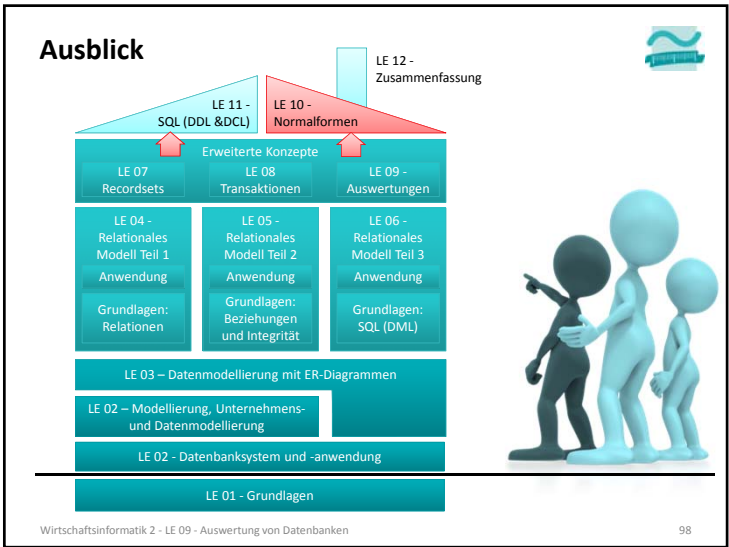 Ausblick
LE 12 -
Zusammenfassung
LE 11 -
SQL (DDL &DCL)
LE 10 -
Normalformen
Erweiterte Konzepte
LE 07
Recordsets
LE 08
Transaktionen
LE 09 -
Auswertungen
LE 04 -
Relationales
Modell Teil 1
Anwendung
Grundlagen:
Relationen
LE 05 -
Relationales
Modell Teil 2
Anwendung
Grundlagen:
Beziehungen
und Integrität
LE 06 -
Relationales
Modell Teil 3
Anwendung
Grundlagen:
SQL (DML)
LE 03 – Datenmodellierung mit ER-Diagrammen
LE 02 – Modellierung, Unternehmens-
und Datenmodellierung
LE 02 - Datenbanksystem und -anwendung
LE 01 - Grundlagen
Wirtschaftsinformatik 2 - LE 09 - Auswertung von Datenbanken
98